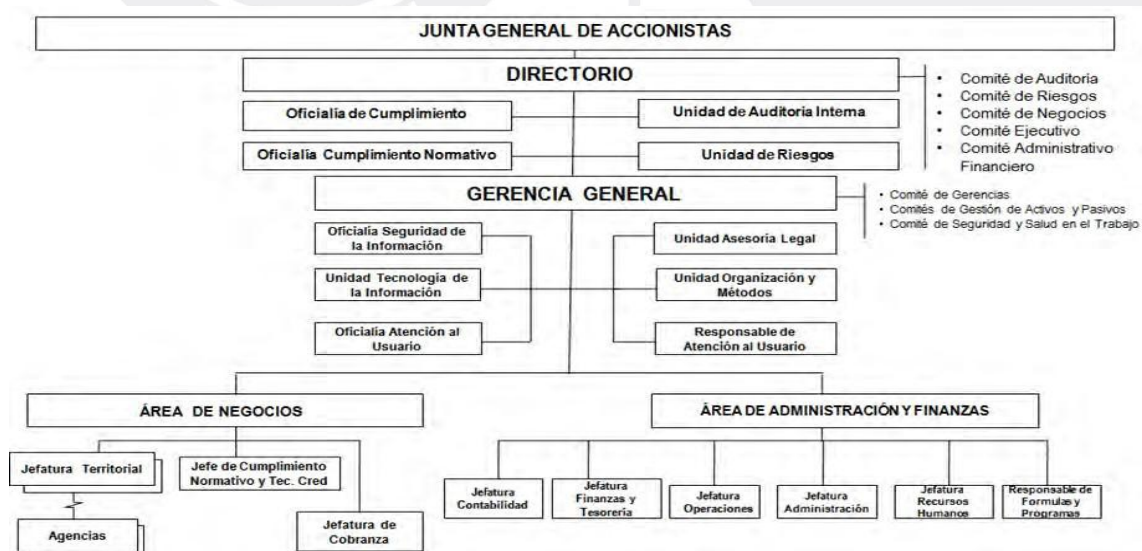 JUNTA GENERAL DE ACCIONISTAS
DIRECTORIO
• Comité de Auditoria
• Comité de Riesgos
• Comité de Negocios
• Comité Ejecutivo
• Comité Administrativo
Financiero
Oficialía de Cumplimiento
Unidad de Auditoria Interna
Oficialía Cumplimiento Normativo
Unidad de Riesgos
GERENCIA GENERAL
• Comité de Gerencias
• Comités de Gestión de Activos y Pasivos
• Comité de Seguridad y Salud en el Trabajo
Oficialía Seguridad de
la Información
Unidad Asesoría Legal
Unidad Tecnología de
la Información
Unidad Organización y
Métodos
Oficialía Atención al
Usuario
Responsable de
Atención al Usuario
ÁREA DE NEGOCIOS
ÁREA DE ADMINISTRACIÓN Y FINANZAS
Jefatura Territorial
Jefe de Cumplimiento
Normativo y Tec. Cred
Agencias
Jefatura de
Cobranza
Jefatura
Contabilidad
Jefatura
Finanzas y
Tesorería
Jefatura
Operaciones
Jefatura
Administración
Jefatura
Recursos
Humanos
Responsable de
Formulas y
Programas